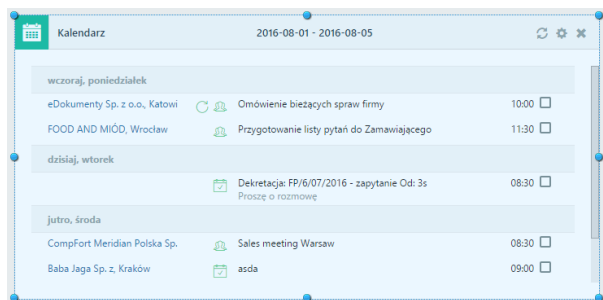 Kalendarz 2016-08-01 - 2016-08-05
wczoraj, poniedziałek
eDokumenty Sp. z o.o., Katowi Omówienie bieżących spraw firmy 10:00
FOOD AND MIÓD, Wrocław Przygotowanie listy pytań do Zamawiającego 11:30
dzisiaj, wtorek
Dekretacja: FP/6/07/2016 - zapytanie Od: 3s 08:30
Proszę o rozmowę
jutro, środa
CompFort Meridian Polska Sp. Sales meeting Warsaw 08:30
Baba Jaga Sp. z, Kraków asda 09:00